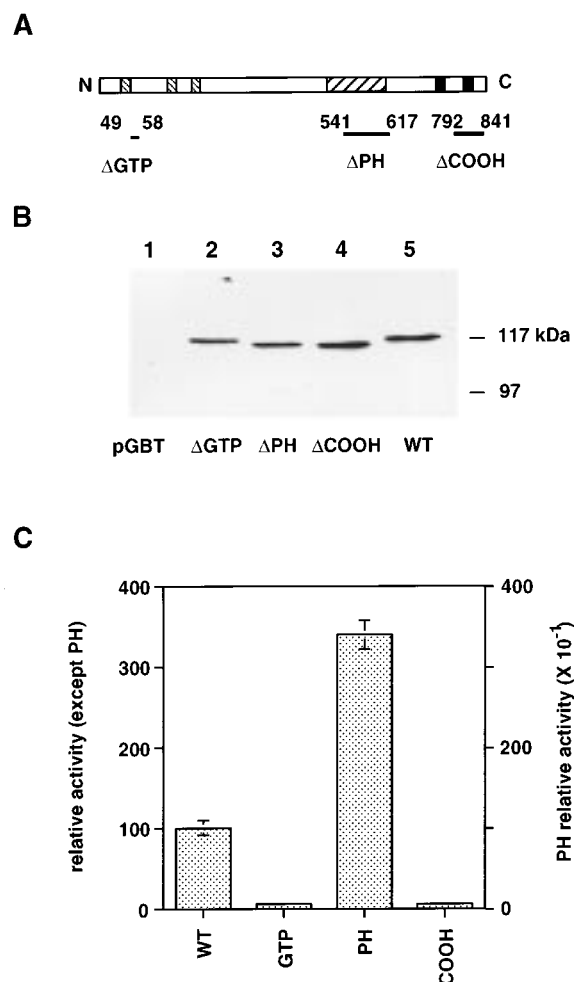 A
N C
49 58 541 617 792 841
ΔGTP ΔPH ΔCOOH
B
1 2 3 4 5
117 kDa
97
pGBT ΔGTP ΔPH ΔCOOH WT
C
relative activity (except PH)
400
300
200
100
0
WT
GTP
PH
COOH
400
200
0
PH relative activity (X 10⁻¹)